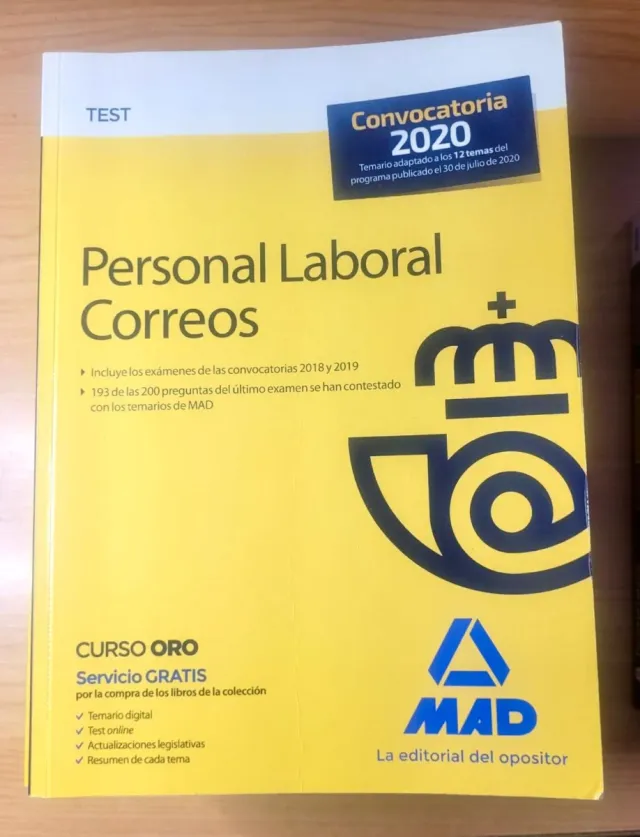 TEST
Convocatoria
2020
Temario adaptado a los 12 temas del
programa publicado el 30 de julio de 2020
Personal Laboral
Correos
Incluye los exámenes de las convocatorias 2018 y 2019
193 de las 200 preguntas del último examen se han contestado
con los temarios de MAD
CURSO ORO
Servicio GRATIS
por la compra de los libros de la colección
Temario digital
Test online
Actualizaciones legislativas
Resumen de cada tema
MAD
La editorial del opositor